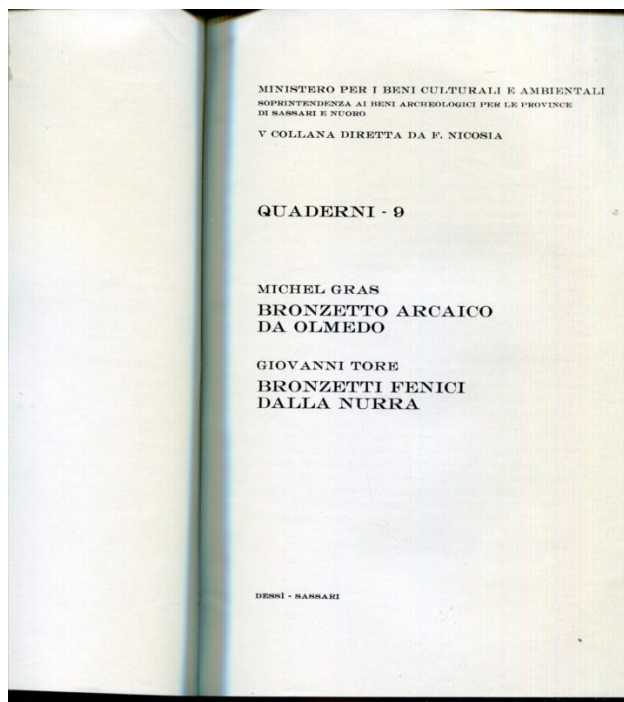 MINISTERO PER I BENI CULTURALI E AMBIENTALI
SOPRINTENDENZA AI BENI ARCHEOLOGICI PER LE PROVINCE
DI SASSARI E NUORO
V COLLANA DIRETTA DA F. NICOSIA
QUADERNI - 9
MICHEL GRAS
BRONZETTO ARCAICO
DA OLMEDO
GIOVANNI TORE
BRONZETTI FENICI
DALLA NURRA
DESSÌ - SASSARI